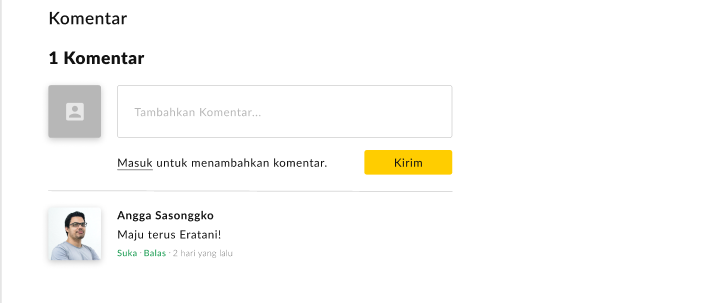 Komentar
1 Komentar
Tambahkan Komentar...
Masuk untuk menambahkan komentar.
Kirim
Angga Sasonggko
Maju terus Eratani!
Suka · Balas · 2 hari yang lalu